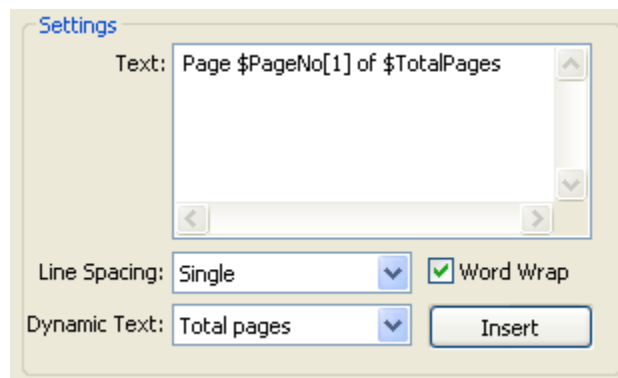 Settings
Text: Page $PageNo[1] of $TotalPages
Line Spacing: Single Word Wrap
Dynamic Text: Total pages Insert